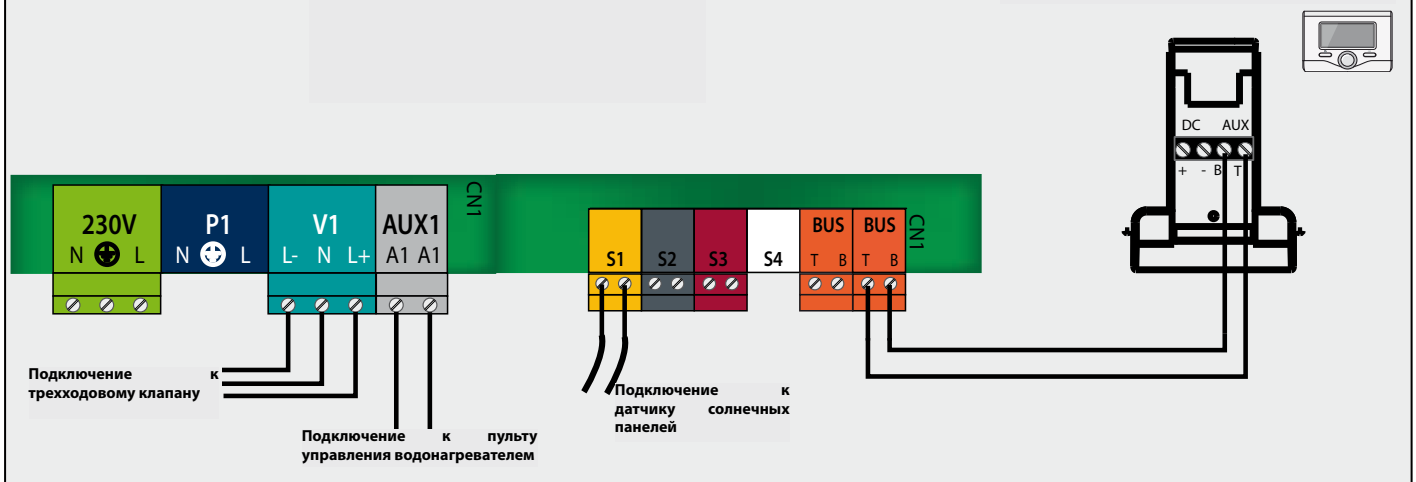 DC AUX
+ - B T
230V P1 V1 AUX1 CN1
N L N L L- N L+ A1 A1
BUS BUS CN1
S1 S2 S3 S4 T B T B
Подключение к
трехходовому клапану
Подключение к
датчику солнечных
панелей
Подключение к пульту
управления водонагревателем